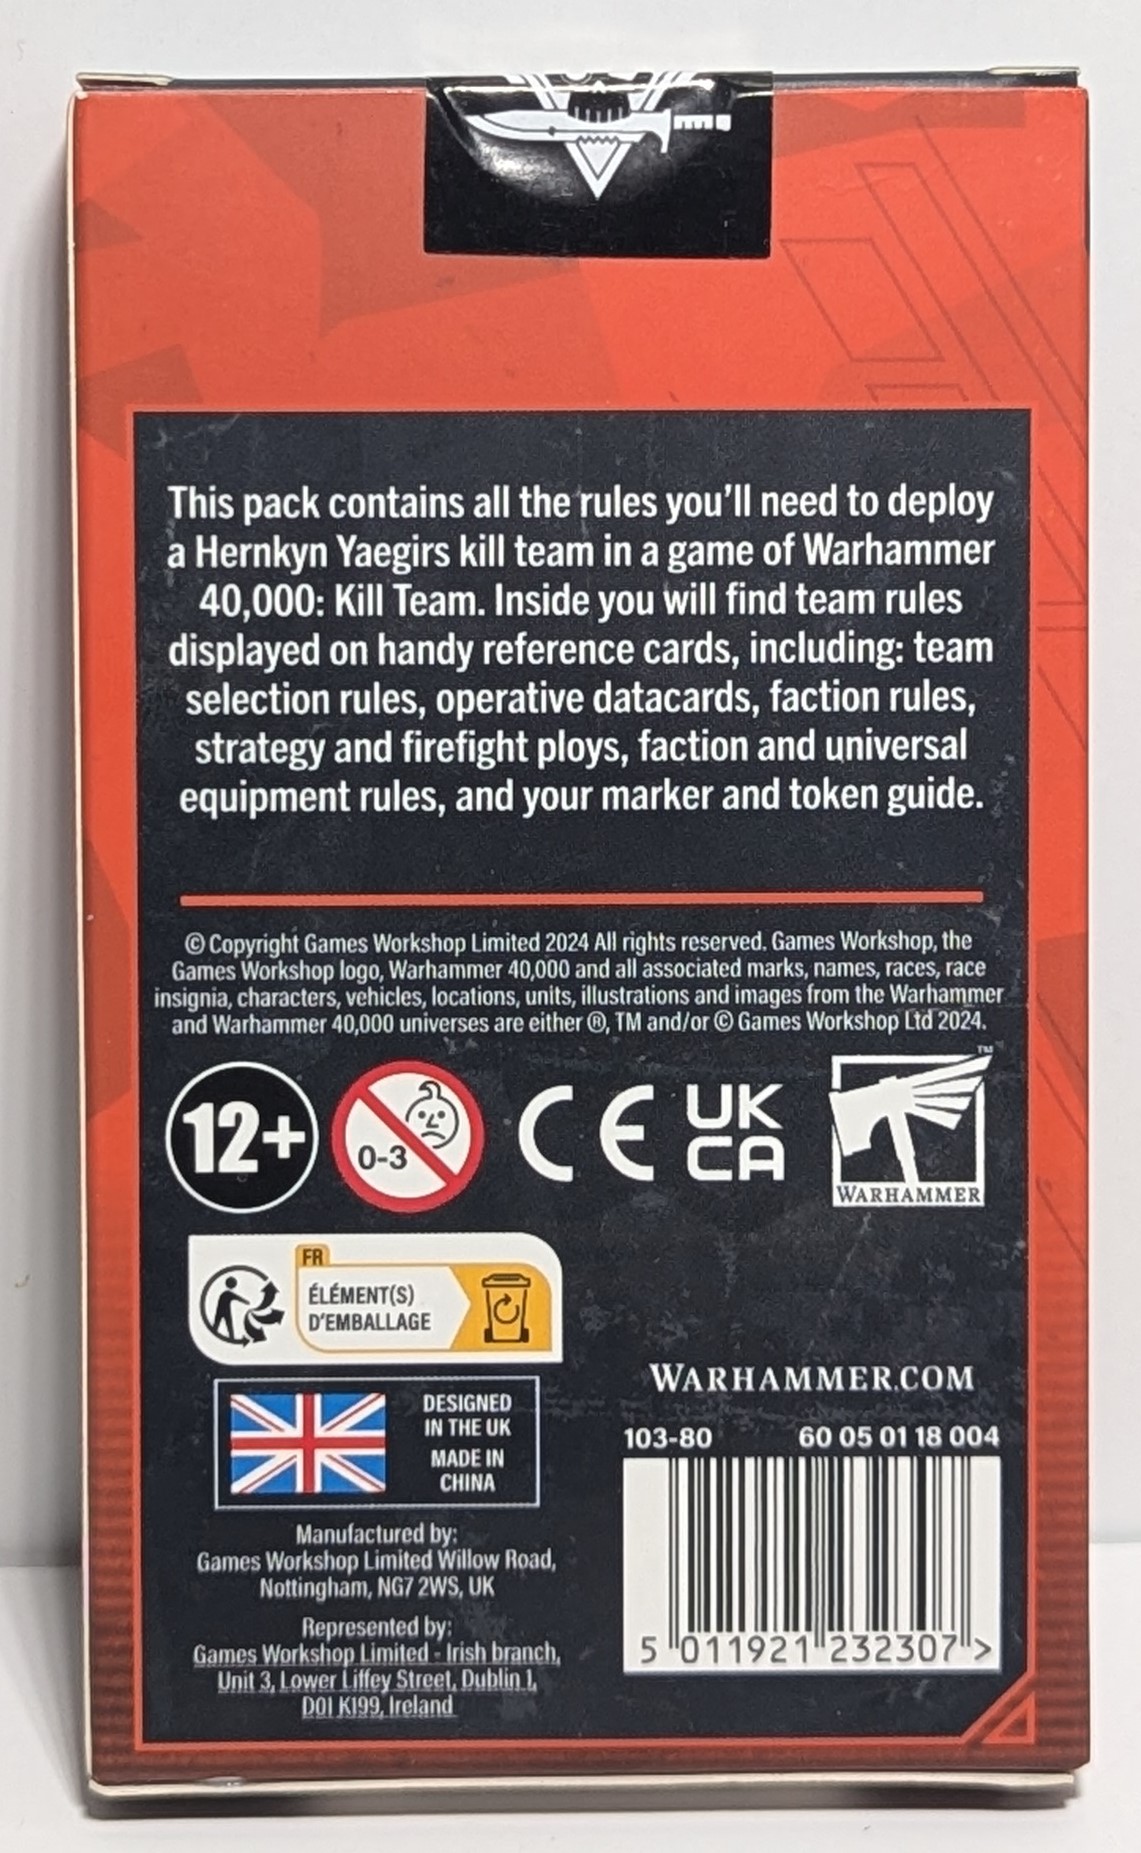 This pack contains all the rules you'll need to deploy
a Hernkyn Yaegirs kill team in a game of Warhammer
40,000: Kill Team. Inside you will find team rules
displayed on handy reference cards, including: team
selection rules, operative datacards, faction rules,
strategy and firefight ploys, faction and universal
equipment rules, and your marker and token guide.
© Copyright Games Workshop Limited 2024 All rights reserved. Games Workshop, the
Games Workshop logo, Warhammer 40,000 and all associated marks, names, races, race
insignia, characters, vehicles, locations, units, illustrations and images from the Warhammer
and Warhammer 40,000 universes are either ®, TM and/or © Games Workshop Ltd 2024.
12+
0-3
CE
UK
CA
TM
WARHAMMER
FR
ÉLÉMENT(S)
D'EMBALLAGE
DESIGNED
IN THE UK
MADE IN
CHINA
Manufactured by:
Games Workshop Limited Willow Road,
Nottingham, NG7 2WS, UK
Represented by:
Games Workshop Limited - Irish branch,
Unit 3, Lower Liffey Street, Dublin 1,
D01 K199, Ireland
WARHAMMER.COM
103-80 60 05 01 18 004
5 011921 232307 >